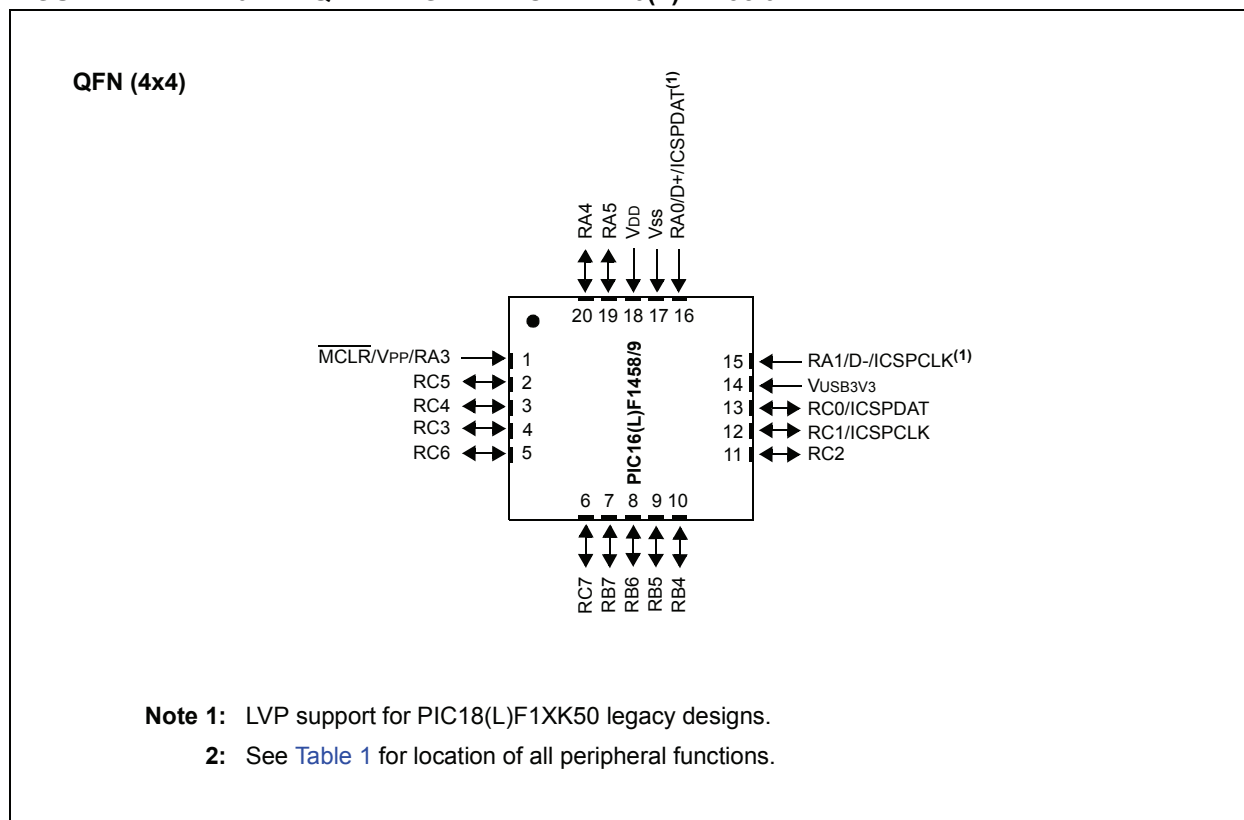 QFN (4x4)
RA4
RA5
VDD
Vss
RA0/D+/ICSPDAT(1)
20 19 18 17 16
MCLR/VPP/RA3
1
RC5
2
RC4
3
RC3
4
RC6
5
PIC16(L)F1458/9
15
RA1/D-/ICSPCLK(1)
14
VUSB3V3
13
RC0/ICSPDAT
12
RC1/ICSPCLK
11
RC2
6 7 8 9 10
RC7
RB7
RB6
RB5
RB4
Note 1: LVP support for PIC18(L)F1XK50 legacy designs.
2: See Table 1 for location of all peripheral functions.